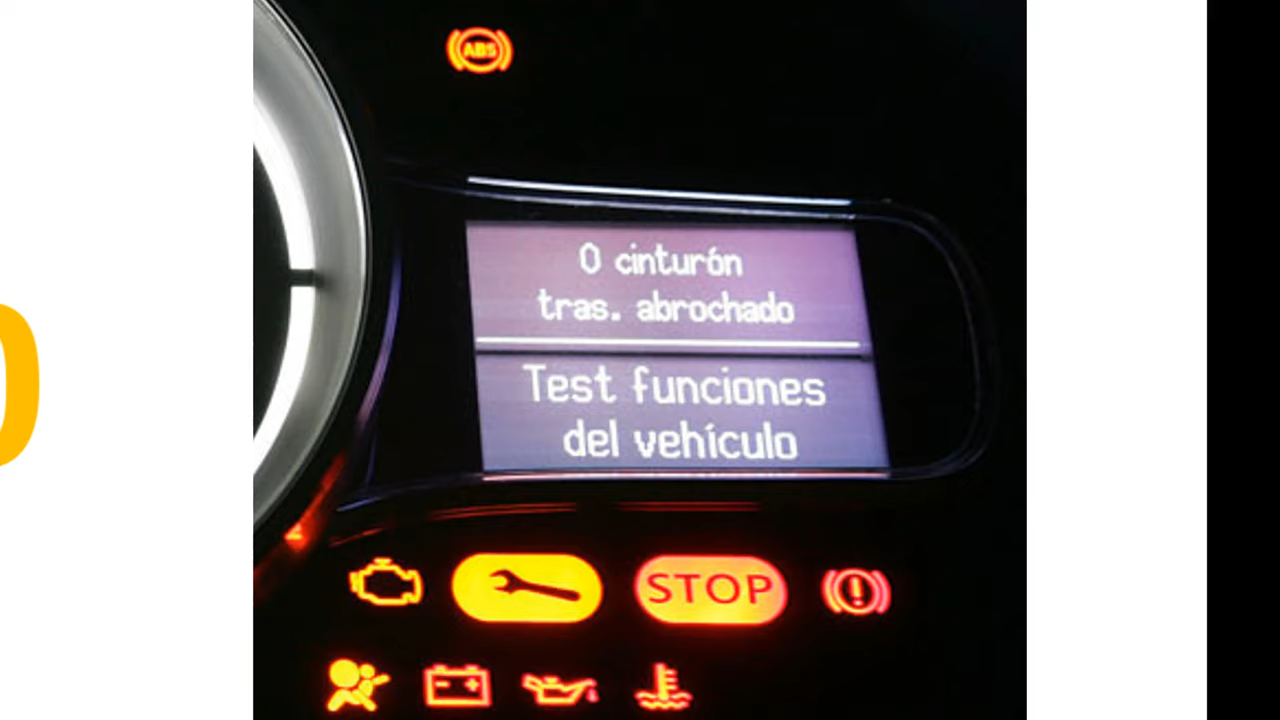 ABS
0 cinturón
tras. abrochado
Test funciones
del vehículo
STOP